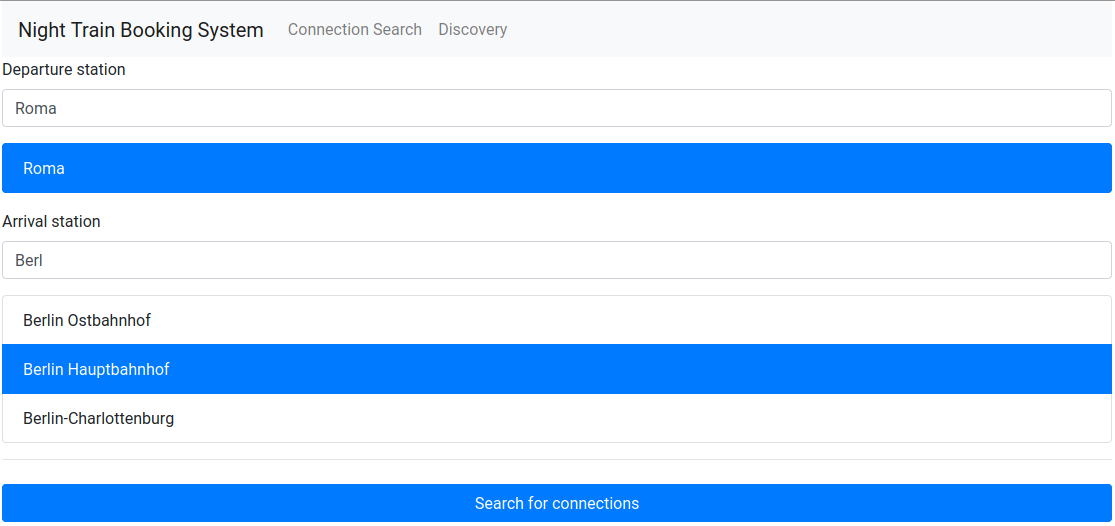 Night Train Booking System Connection Search Discovery
Departure station
Roma
Roma
Arrival station
Berl
Berlin Ostbahnhof
Berlin Hauptbahnhof
Berlin-Charlottenburg
Search for connections